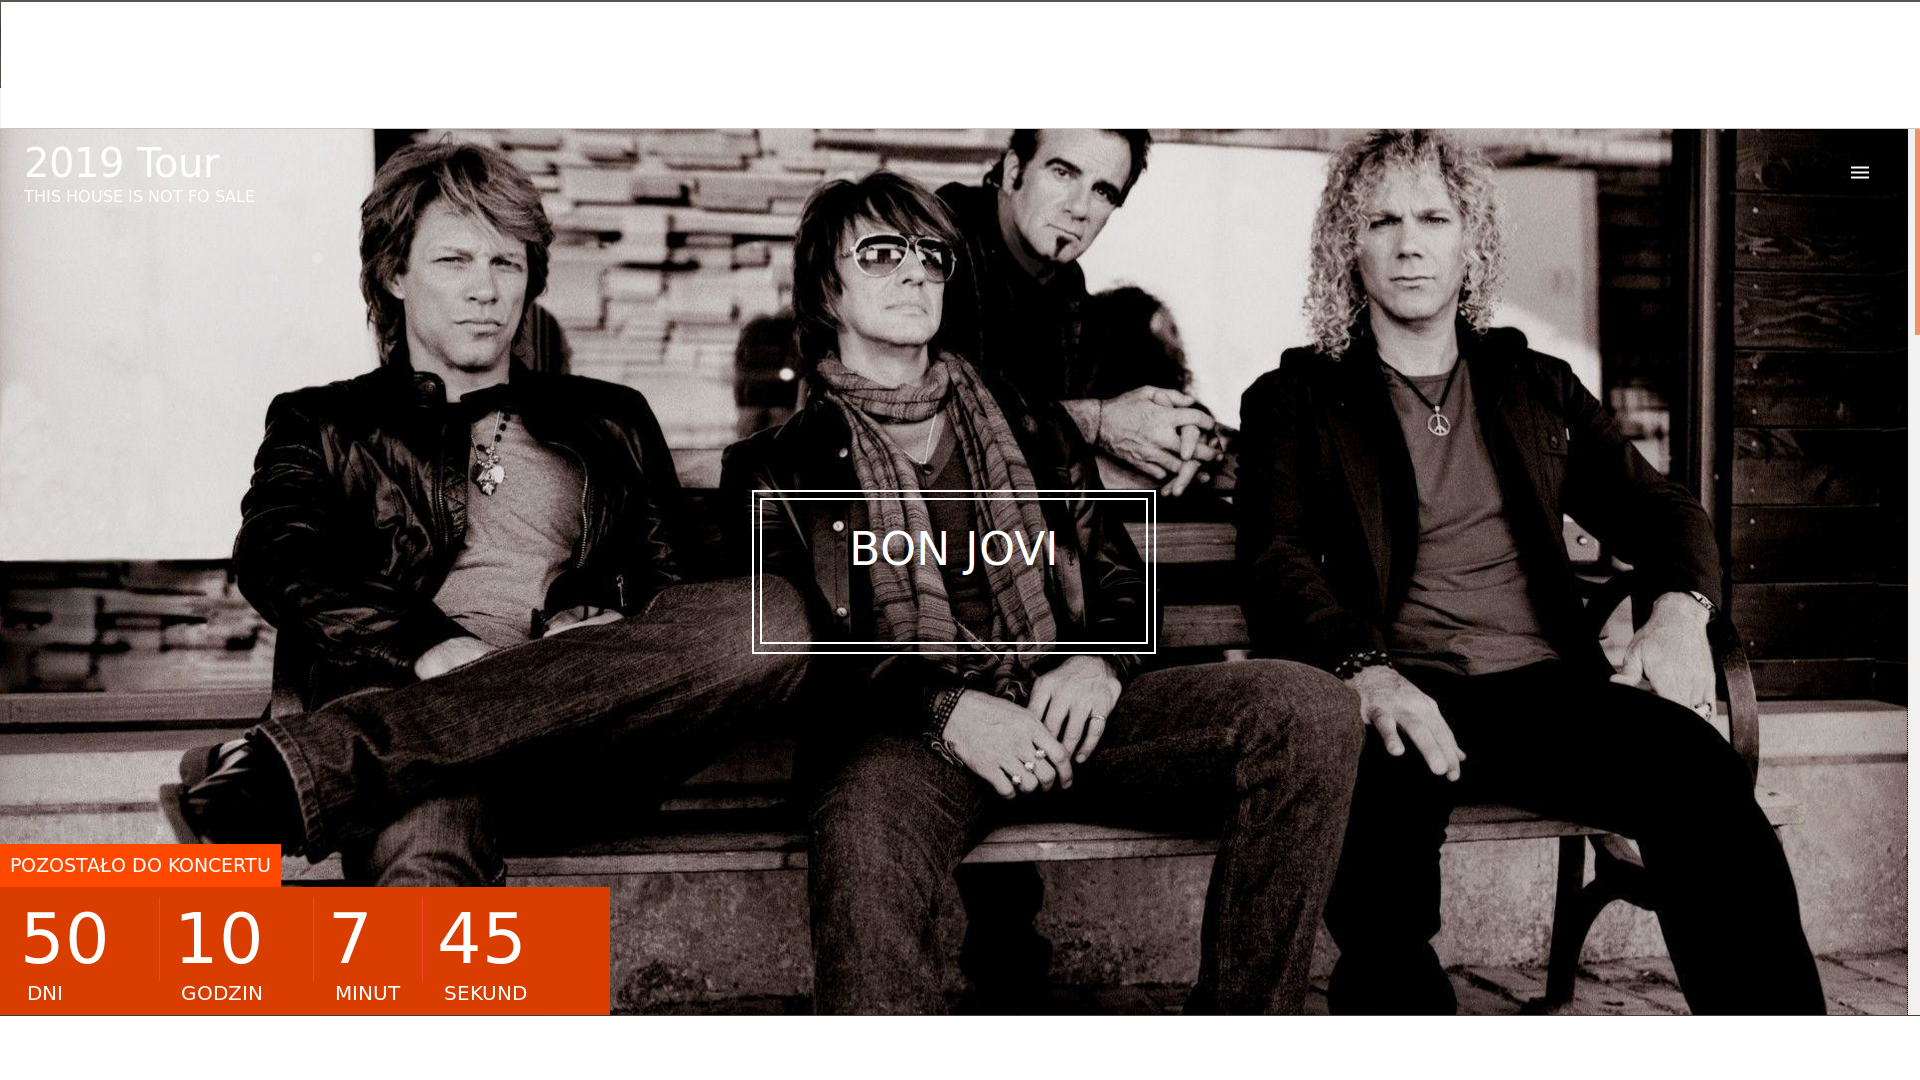 2019 Tour
THIS HOUSE IS NOT FO SALE
BON JOVI
POZOSTAŁO DO KONCERTU
50 10 7 45
DNI GODZIN MINUT SEKUND